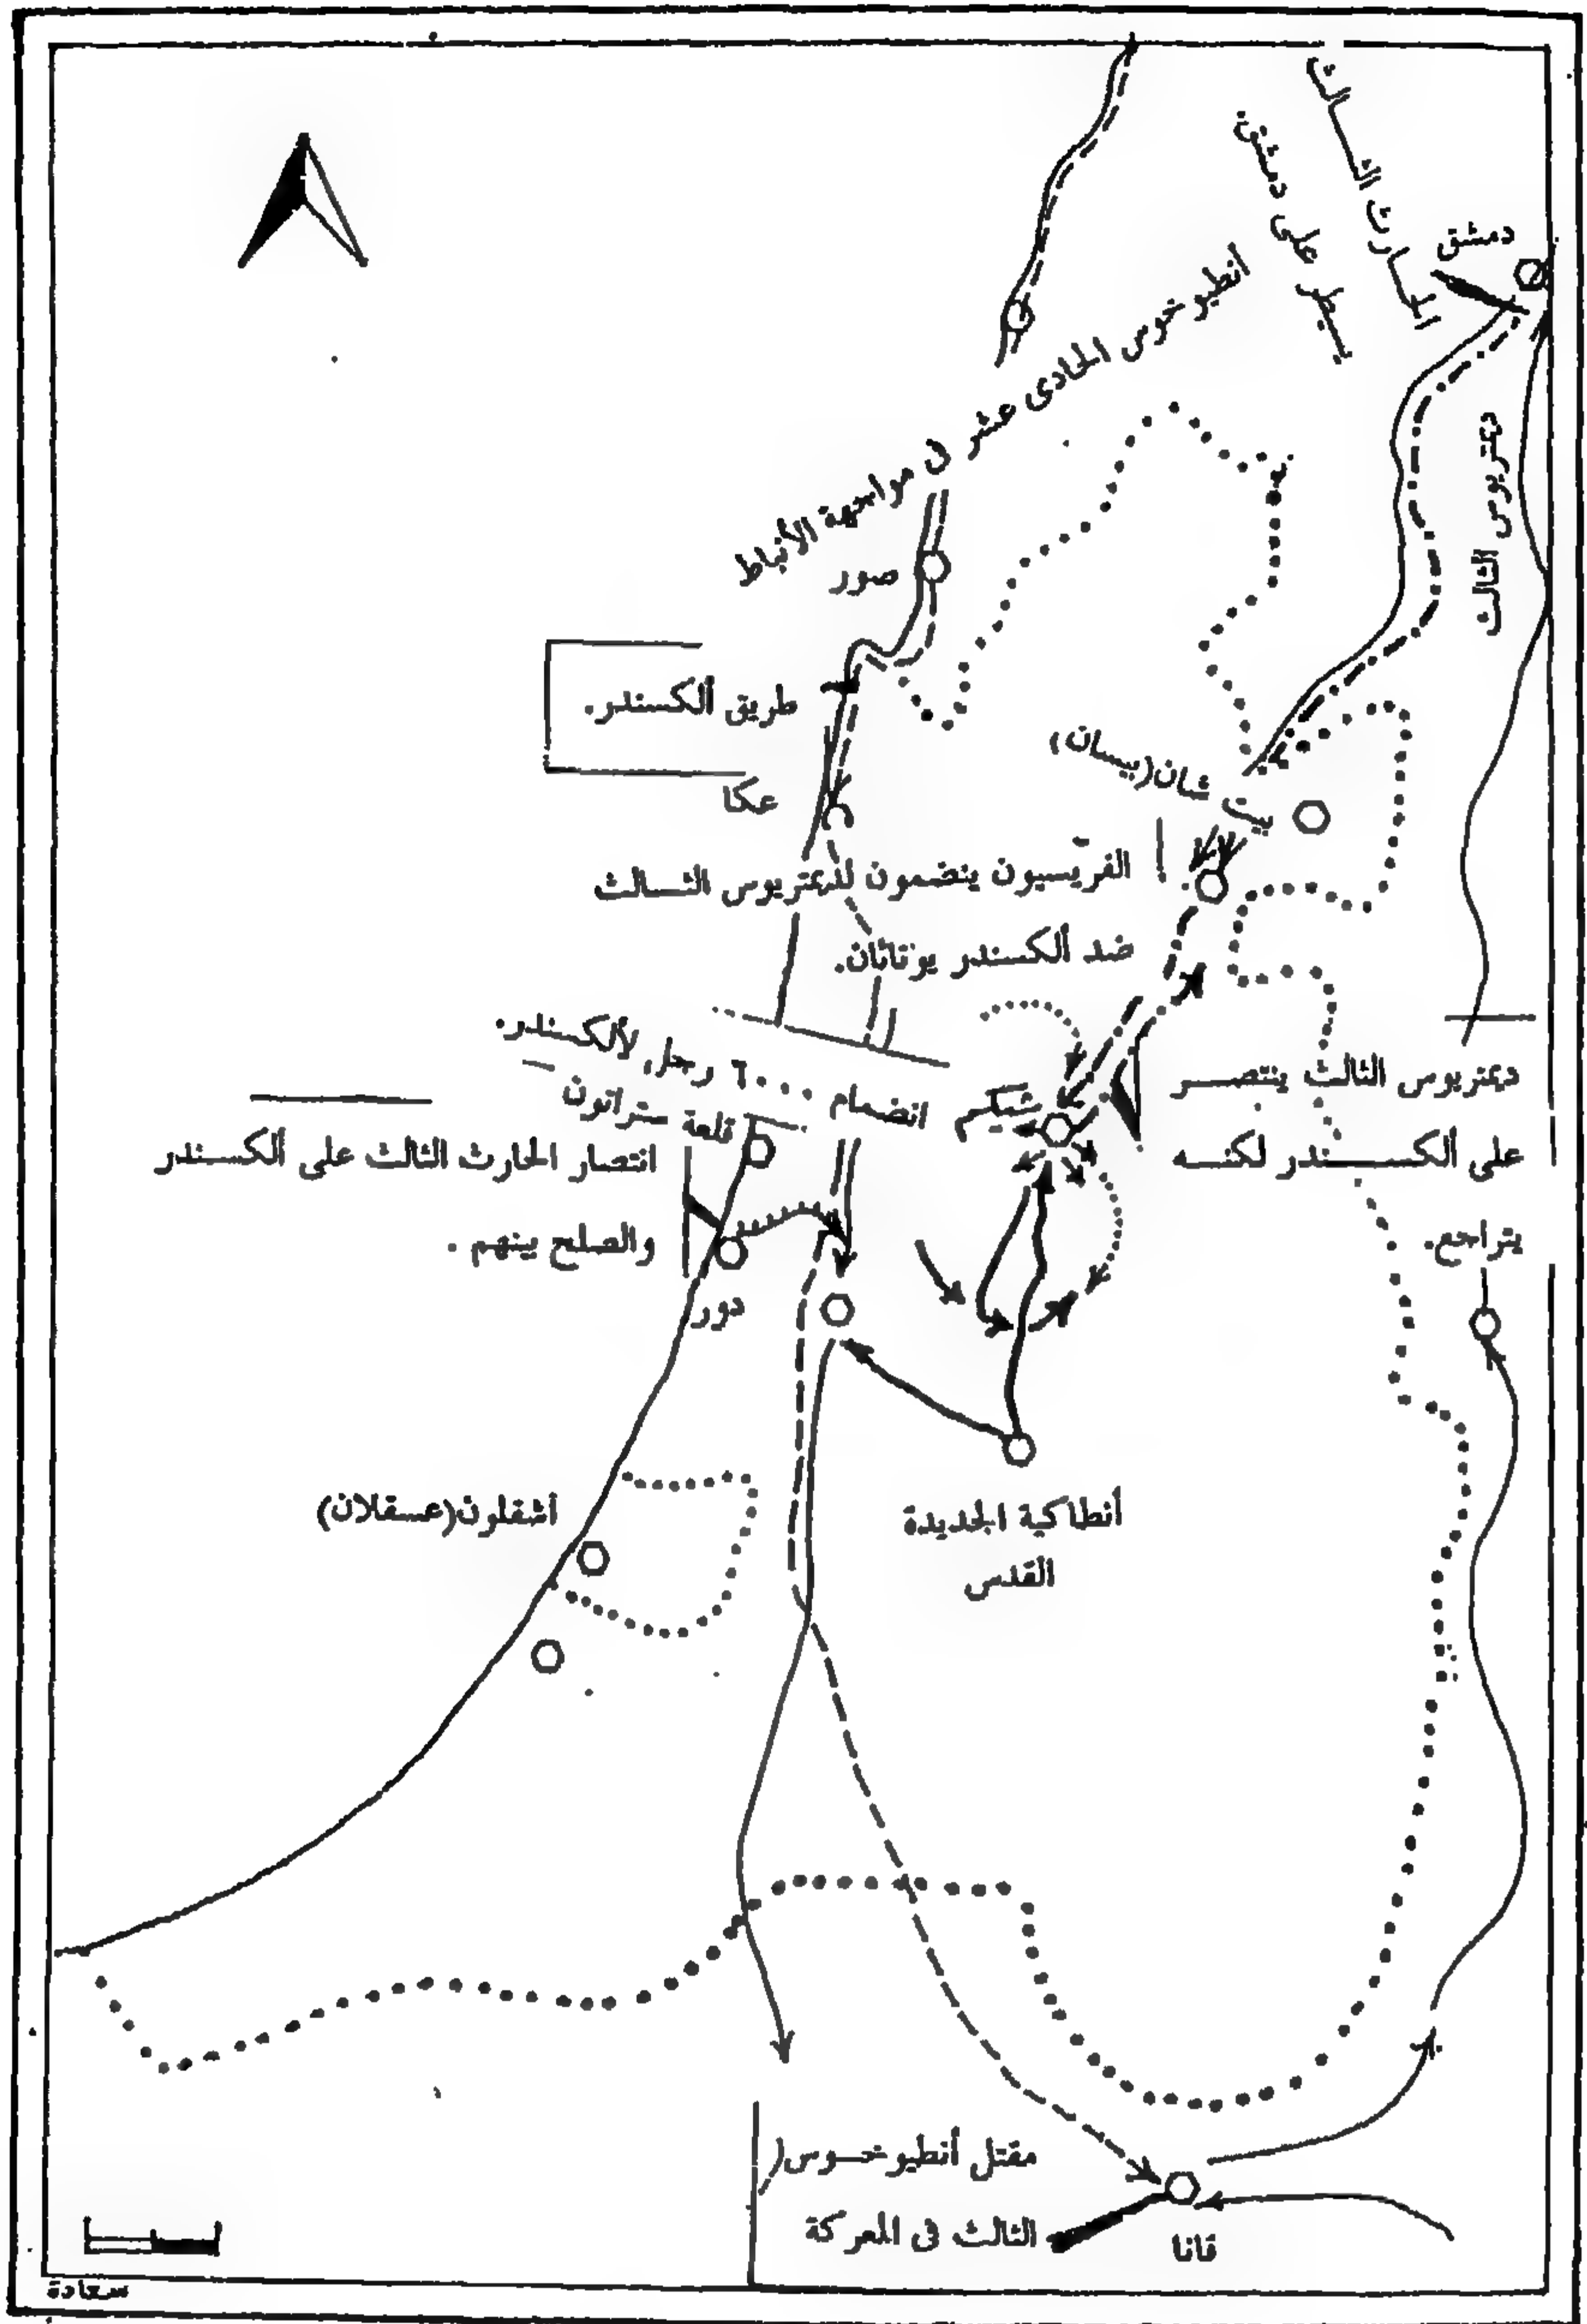 الحارث الثالث
يسيطر على دمشق
دمشق
أنطيوخوس الحادى عشر فى مواجهة الأنباط
ديمتريوس الثالث
صور
طريق ألكسندر.
بيت شان (بيسان)
عكا
الفرّيسيون ينضمون لديمتريوس الثالث
ضد ألكسندر يوناثان.
انضمام ٦٠٠٠ رجل لألكسندر.
شيكم
قلعة ستراتون
ديمتريوس الثالث ينتصر
على ألكسندر لكنه
يتراجع.
انتصار الحارث الثالث على ألكسندر
والصلح بينهم .
دور
أنطاكية الجديدة
القدس
أشقلون (عسقلان)
مقتل أنطيوخوس
الثالث فى المعركة
قانا
سعادة